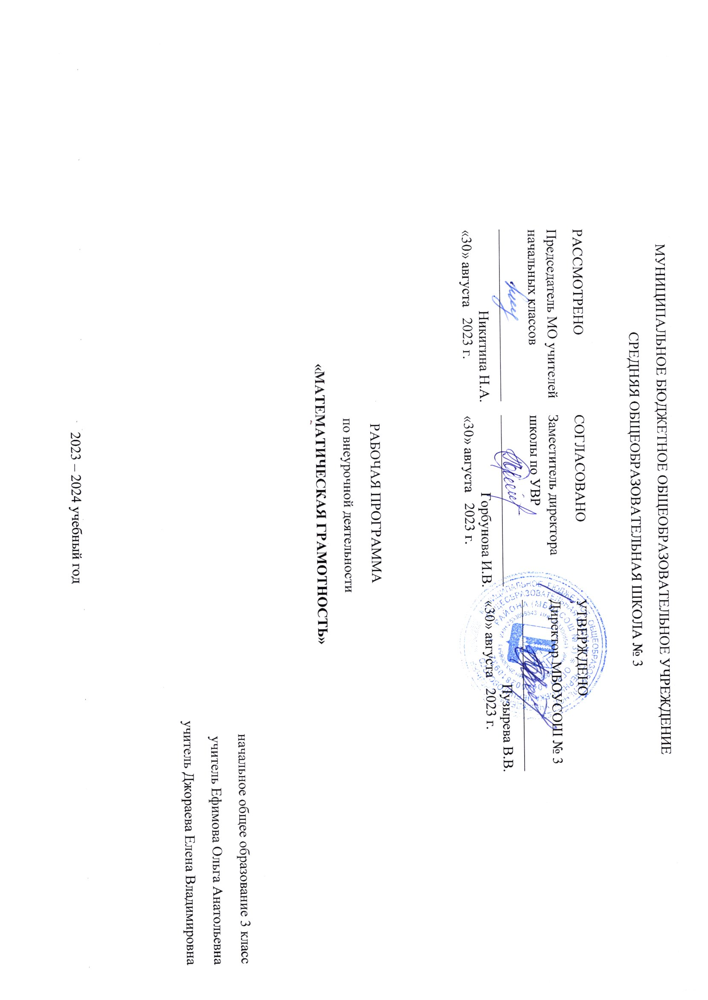 МУНИЦИПАЛЬНОЕ БЮДЖЕТНОЕ ОБЩЕОБРАЗОВАТЕЛЬНОЕ УЧРЕЖДЕНИЕ
СРЕДНЯЯ ОБЩЕОБРАЗОВАТЕЛЬНАЯ ШКОЛА № 3
РАССМОТРЕНО
Председатель МО учителей
начальных классов
Никитина Н.А.
«30» августа 2023 г.
СОГЛАСОВАНО
Заместитель директора
школы по УВР
Горбунова И.В.
«30» августа 2023 г.
УТВЕРЖДЕНО
Директор МБОУСОШ № 3
Пузырева В.В.
«30» августа 2023 г.
РАБОЧАЯ ПРОГРАММА
по внеурочной деятельности
«МАТЕМАТИЧЕСКАЯ ГРАМОТНОСТЬ»
начальное общее образование 3 класс
учитель Ефимова Ольга Анатольевна
учитель Джораева Елена Владимировна
2023 – 2024 учебный год